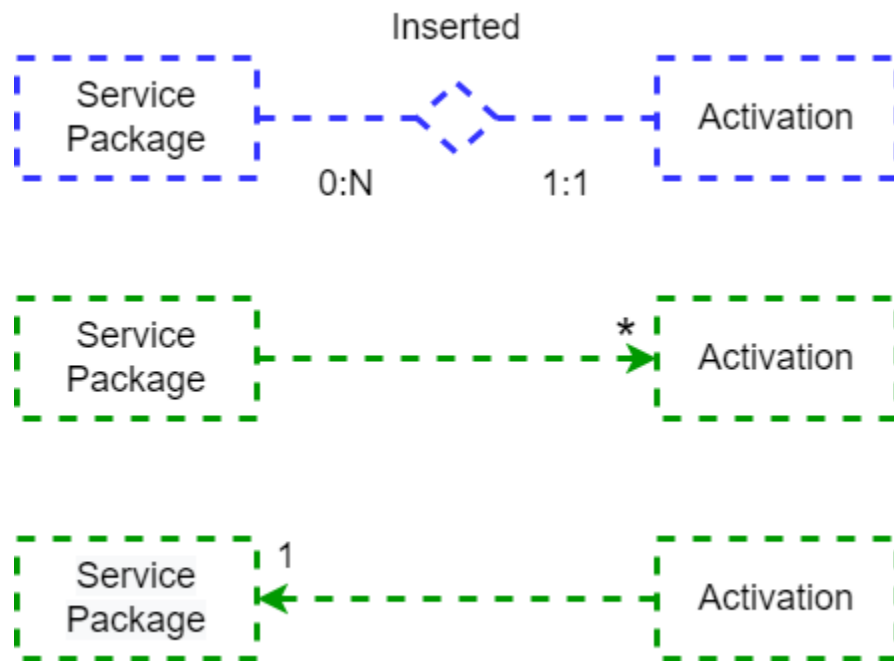 Inserted
Service
Package
Activation
0:N
1:1
Service
Package
*
Activation
Service
Package
1
Activation